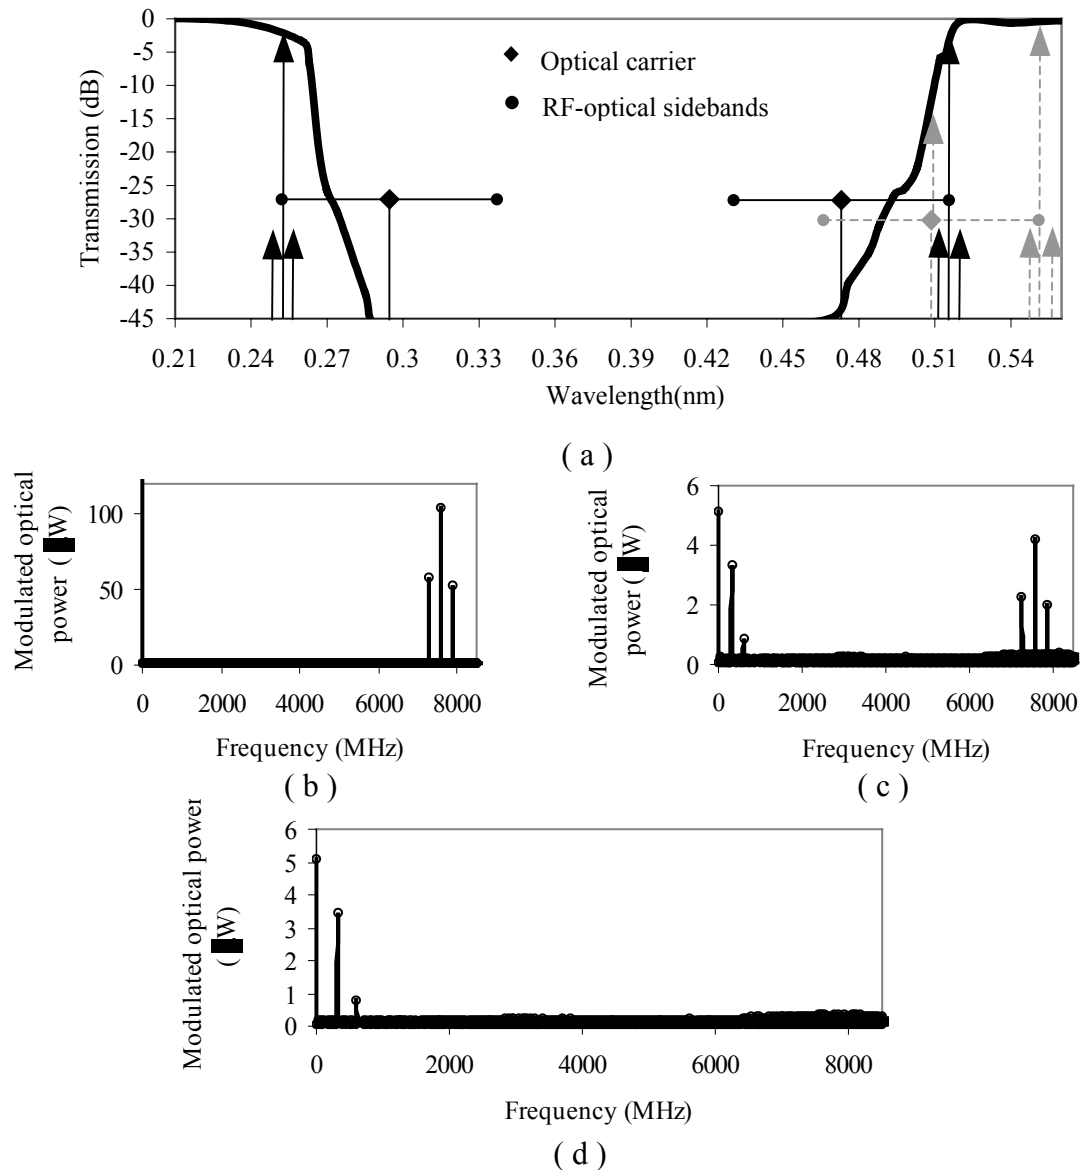 0
-5
-10
-15
-20
-25
-30
-35
-40
-45
Transmission (dB)
Optical carrier
RF-optical sidebands
0.21 0.24 0.27 0.3 0.33 0.36 0.39 0.42 0.45 0.48 0.51 0.54
Wavelength(nm)
( a )
Modulated optical
power ( W)
100
50
0
0 2000 4000 6000 8000
Frequency (MHz)
( b )
Modulated optical
power ( W)
6
4
2
0
0 2000 4000 6000 8000
Frequency (MHz)
( c )
Modulated optical power
( W)
6
5
4
3
2
1
0
0 2000 4000 6000 8000
Frequency (MHz)
( d )